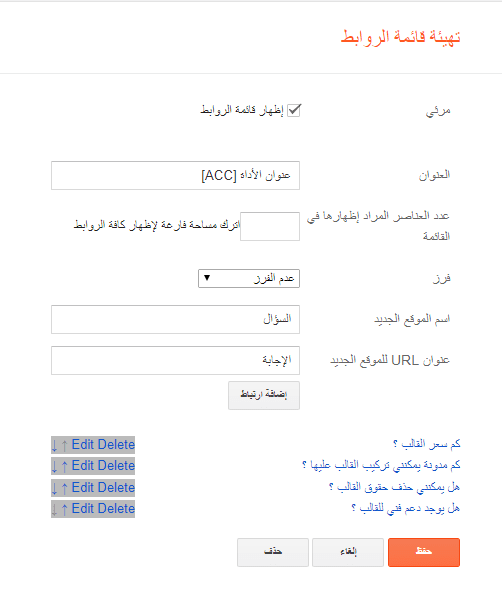 تهيئة قائمة الروابط
مرئي
إظهار قائمة الروابط
العنوان
عنوان الأداة [ACC]
عدد العناصر المراد إظهارها في
القائمة
اترك مساحة فارغة لإظهار كافة الروابط
فرز
عدم الفرز
اسم الموقع الجديد
السؤال
عنوان URL للموقع الجديد
الإجابة
إضافة ارتباط
كم سعر القالب ؟
↓ ↑ Edit Delete
كم مدونة يمكنني تركيب القالب عليها ؟
↓ ↑ Edit Delete
هل يمكنني حذف حقوق القالب ؟
↓ ↑ Edit Delete
هل يوجد دعم فني للقالب ؟
↓ ↑ Edit Delete
حفظ
إلغاء
حذف